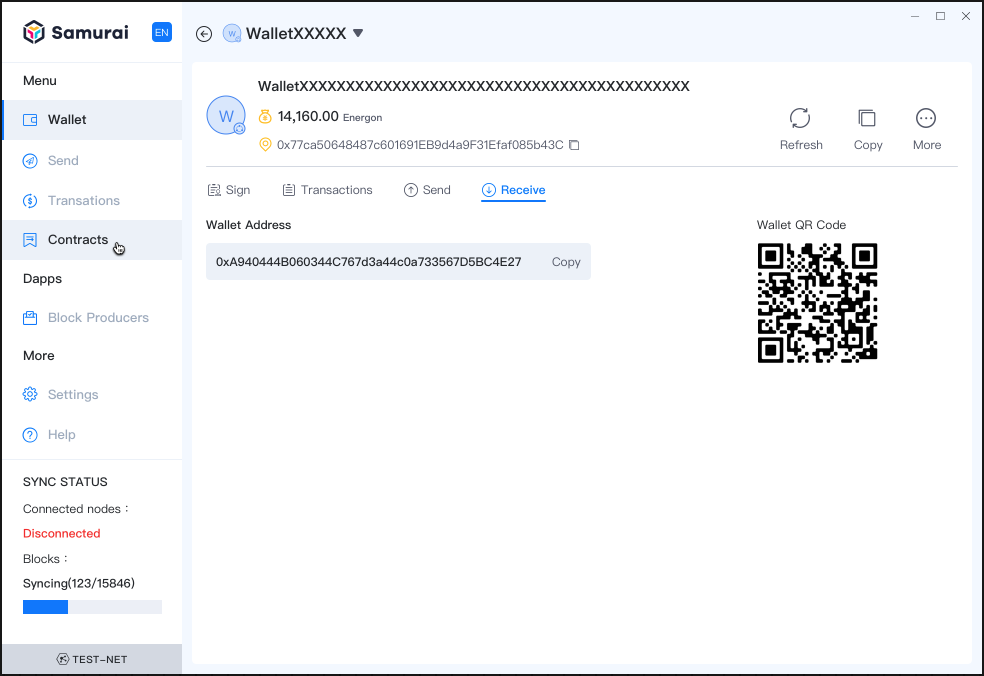 Samurai
EN
Menu
Wallet
Send
Transations
Contracts
Dapps
Block Producers
More
Settings
Help
SYNC STATUS
Connected nodes :
Disconnected
Blocks :
Syncing(123/15846)
TEST-NET
W WalletXXXXX
WalletXXXXXXXXXXXXXXXXXXXXXXXXXXXXXXXXXXXXXXXXXX
W
14,160.00 Energon
0x77ca50648487c601691EB9d4a9F31Efaf085b43C
Refresh
Copy
More
Sign
Transactions
Send
Receive
Wallet Address
0xA940444B060344C767d3a44c0a733567D5BC4E27
Copy
Wallet QR Code